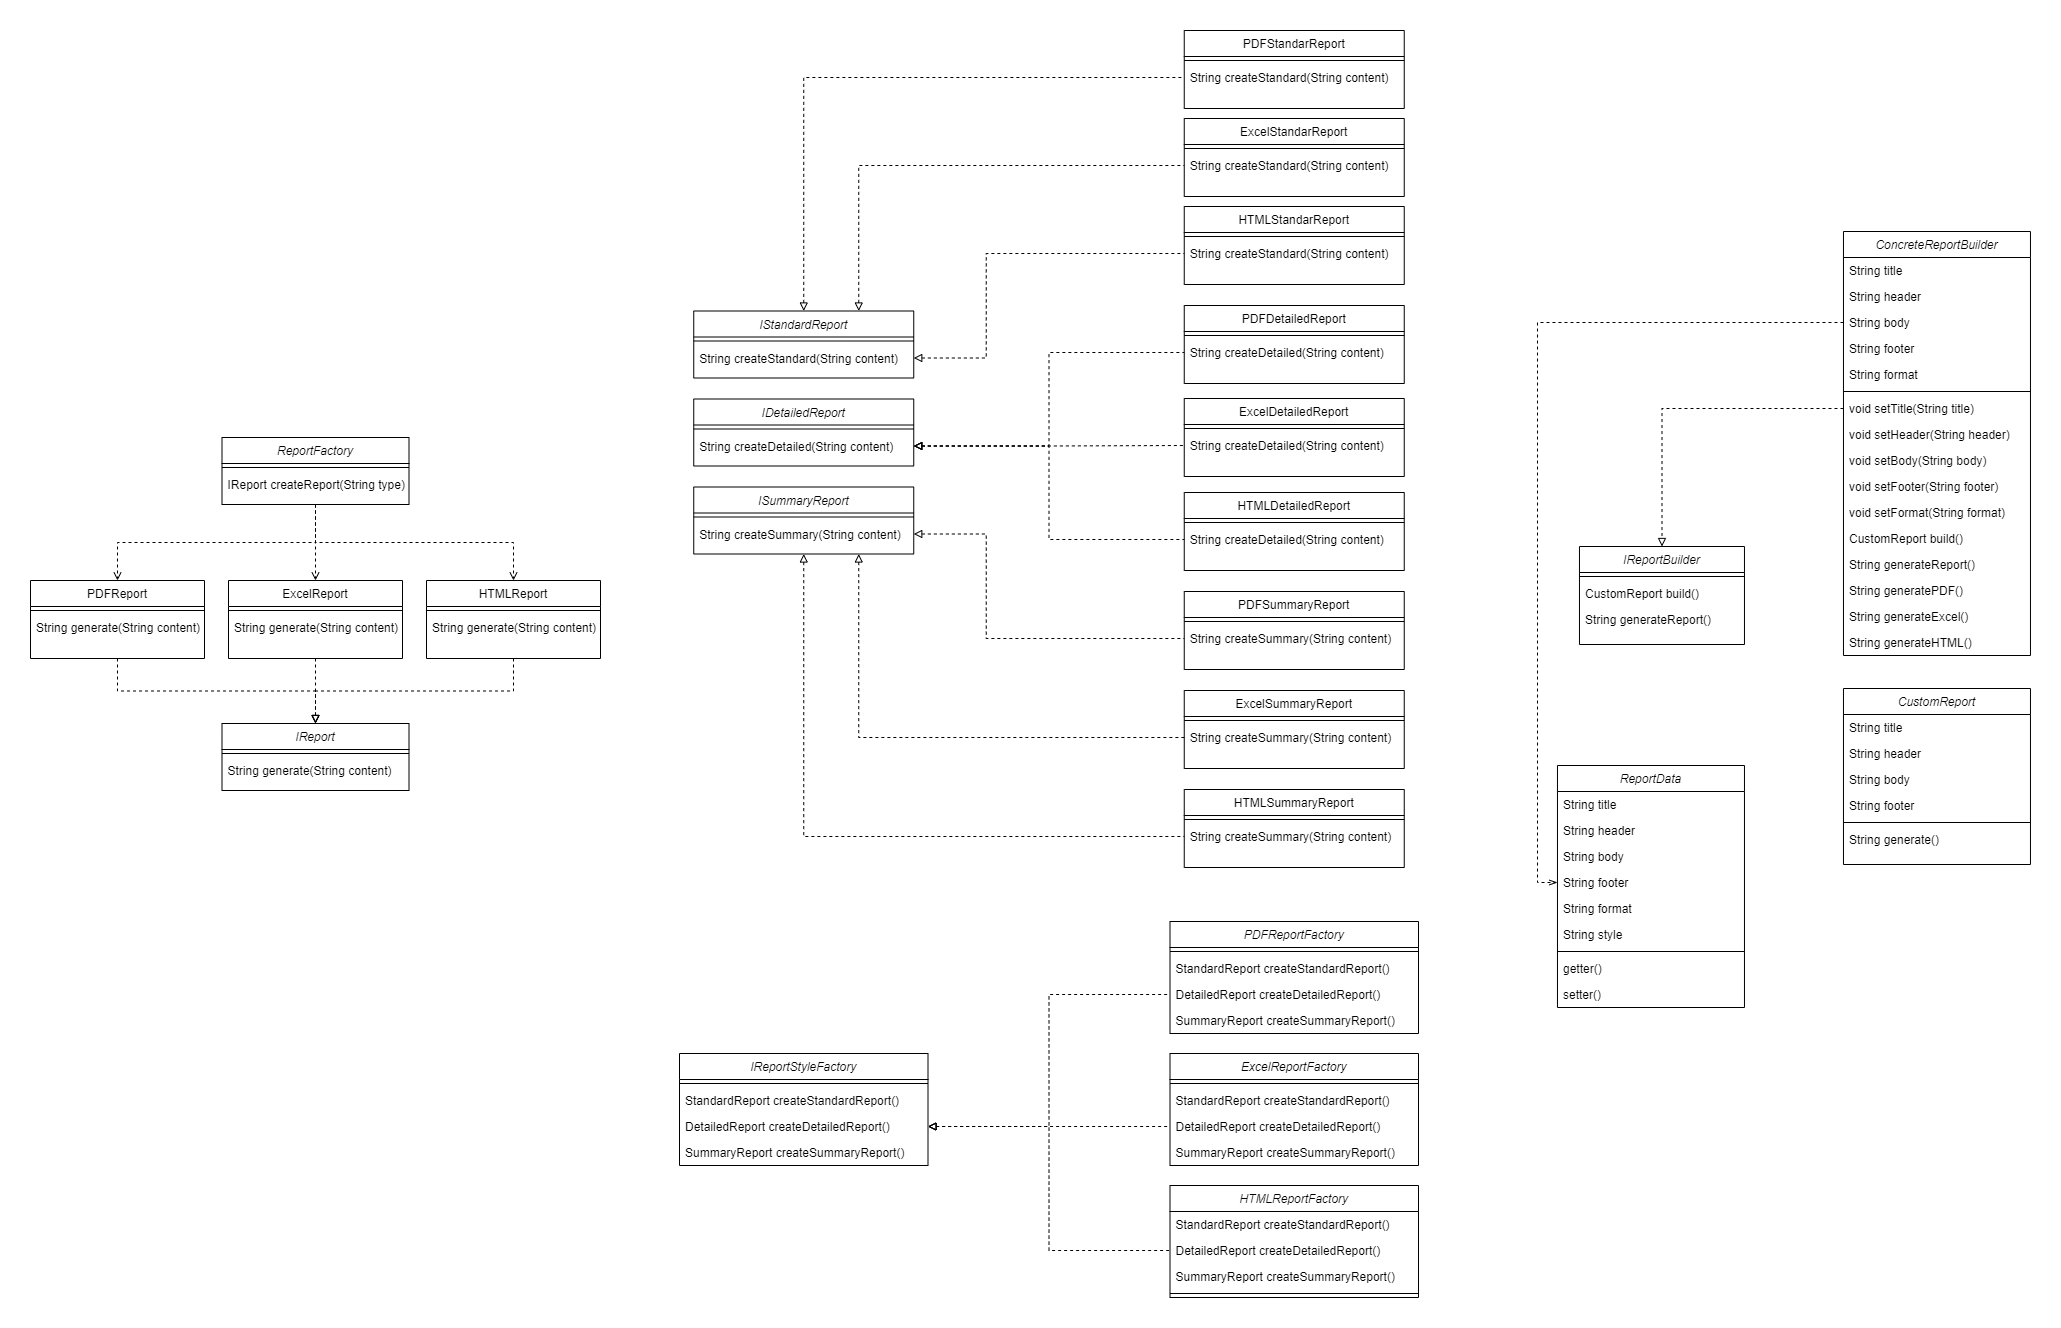 ReportFactory
IReport createReport(String type)
PDFReport
String generate(String content)
ExcelReport
String generate(String content)
HTMLReport
String generate(String content)
IReport
String generate(String content)
IStandardReport
String createStandard(String content)
IDetailedReport
String createDetailed(String content)
ISummaryReport
String createSummary(String content)
PDFStandarReport
String createStandard(String content)
ExcelStandarReport
String createStandard(String content)
HTMLStandarReport
String createStandard(String content)
PDFDetailedReport
String createDetailed(String content)
ExcelDetailedReport
String createDetailed(String content)
HTMLDetailedReport
String createDetailed(String content)
PDFSummaryReport
String createSummary(String content)
ExcelSummaryReport
String createSummary(String content)
HTMLSummaryReport
String createSummary(String content)
IReportStyleFactory
StandardReport createStandardReport()
DetailedReport createDetailedReport()
SummaryReport createSummaryReport()
PDFReportFactory
StandardReport createStandardReport()
DetailedReport createDetailedReport()
SummaryReport createSummaryReport()
ExcelReportFactory
StandardReport createStandardReport()
DetailedReport createDetailedReport()
SummaryReport createSummaryReport()
HTMLReportFactory
StandardReport createStandardReport()
DetailedReport createDetailedReport()
SummaryReport createSummaryReport()
IReportBuilder
CustomReport build()
String generateReport()
ReportData
String title
String header
String body
String footer
String format
String style
getter()
setter()
ConcreteReportBuilder
String title
String header
String body
String footer
String format
void setTitle(String title)
void setHeader(String header)
void setBody(String body)
void setFooter(String footer)
void setFormat(String format)
CustomReport build()
String generateReport()
String generatePDF()
String generateExcel()
String generateHTML()
CustomReport
String title
String header
String body
String footer
String generate()